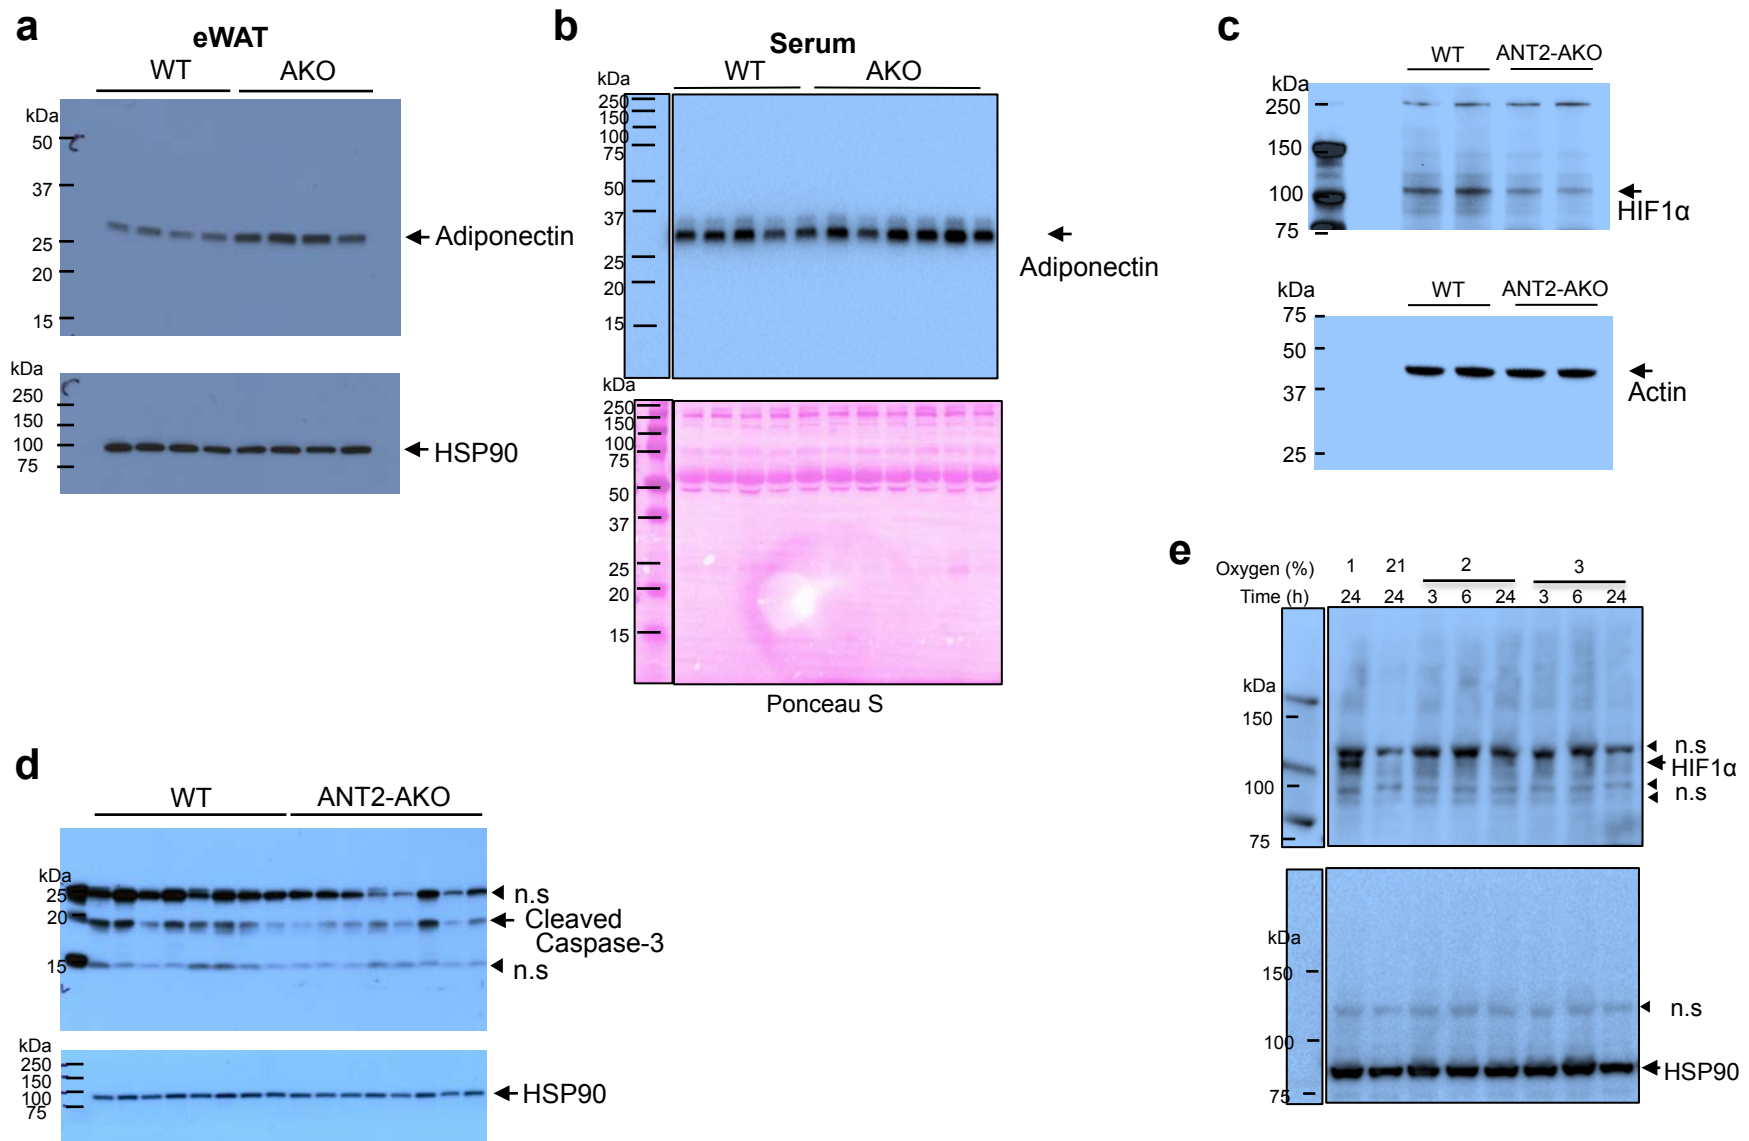 a
eWAT
WT AKO
kDa
50
37
25
20
15
Adiponectin
kDa
250
150
100
75
HSP90
b
Serum
WT AKO
kDa
250
150
100
75
50
37
25
20
15
Adiponectin
kDa
250
150
100
75
50
37
25
20
15
Ponceau S
c
WT ANT2-AKO
kDa
250
150
100
75
HIF1α
WT ANT2-AKO
kDa
75
50
37
25
Actin
d
WT ANT2-AKO
kDa
25
20
15
n.s
Cleaved
Caspase-3
n.s
kDa
250
150
100
75
HSP90
e
Oxygen (%) 1 21 2 3
Time (h) 24 24 3 6 24 3 6 24
kDa
150
100
75
n.s
HIF1α
n.s
kDa
150
100
75
n.s
HSP90